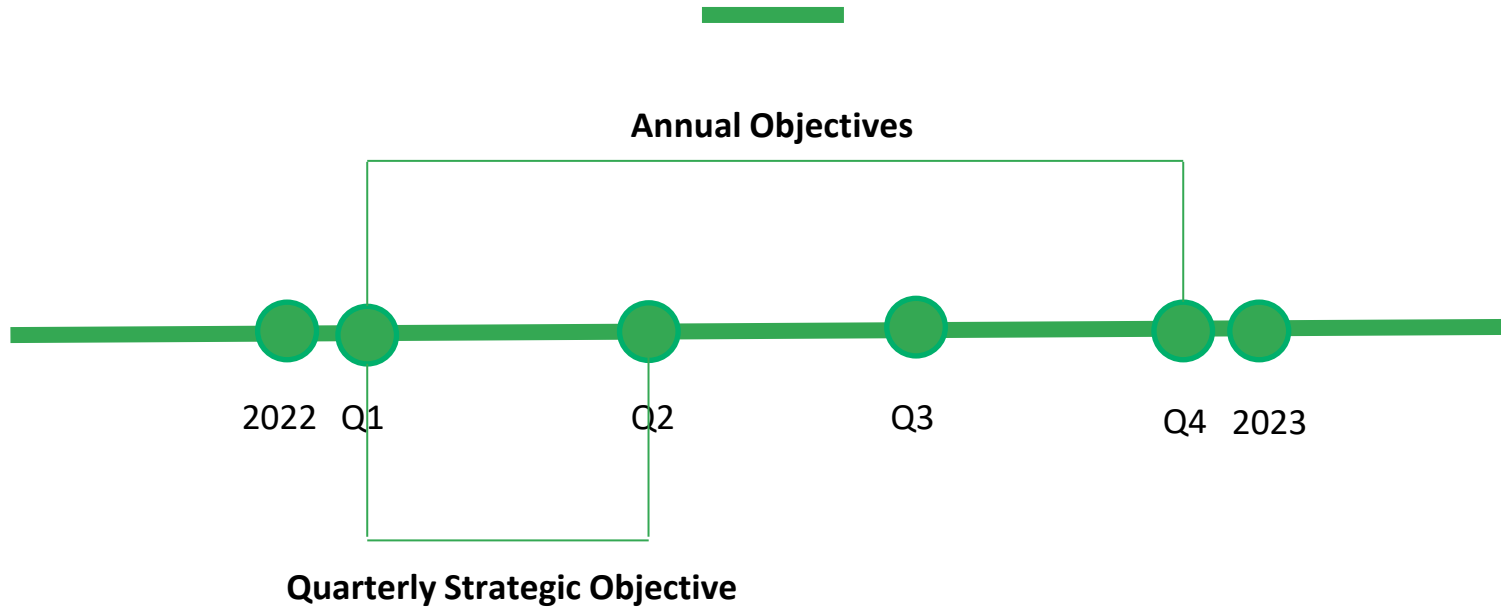 Annual Objectives
2022 Q1 Q2 Q3 Q4 2023
Quarterly Strategic Objective